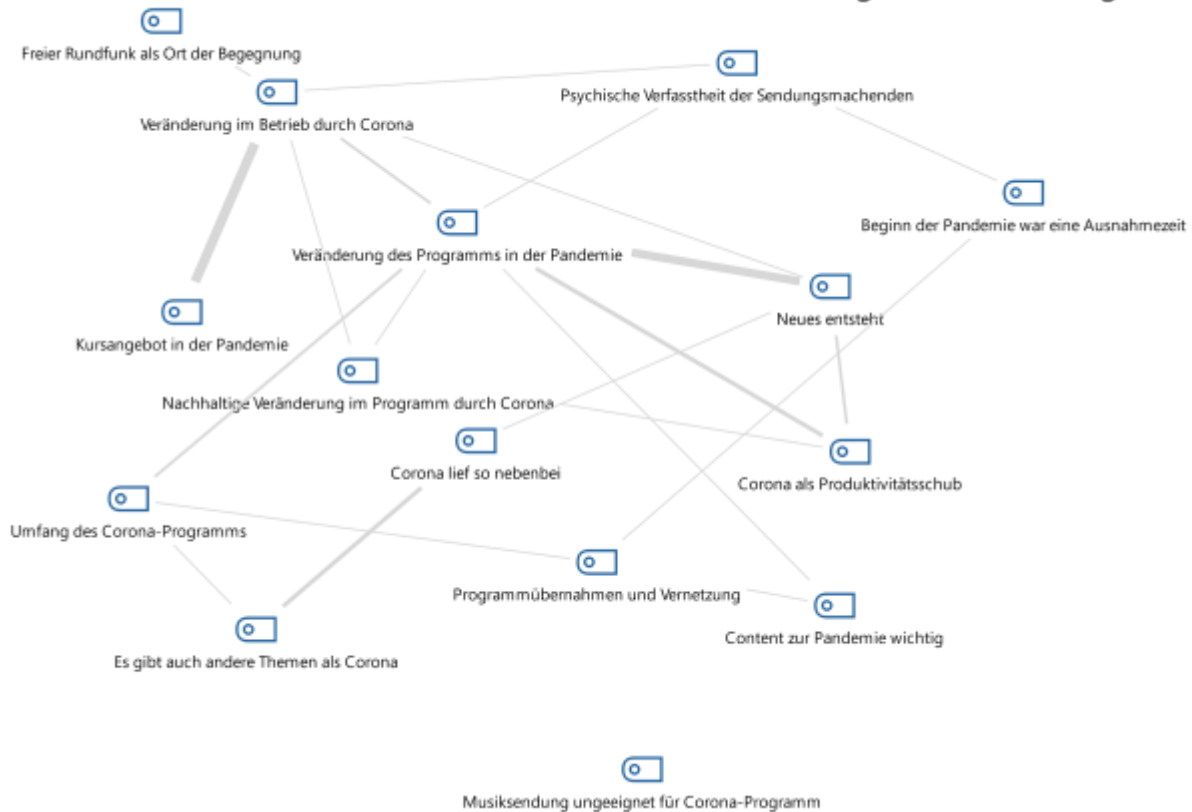 Freier Rundfunk als Ort der Begegnung
Psychische Verfasstheit der Sendungsmachenden
Veränderung im Betrieb durch Corona
Beginn der Pandemie war eine Ausnahmezeit
Veränderung des Programms in der Pandemie
Neues entsteht
Kursangebot in der Pandemie
Nachhaltige Veränderung im Programm durch Corona
Corona lief so nebenbei
Corona als Produktivitätsschub
Umfang des Corona-Programms
Programmübernahmen und Vernetzung
Content zur Pandemie wichtig
Es gibt auch andere Themen als Corona
Musiksendung ungeeignet für Corona-Programm